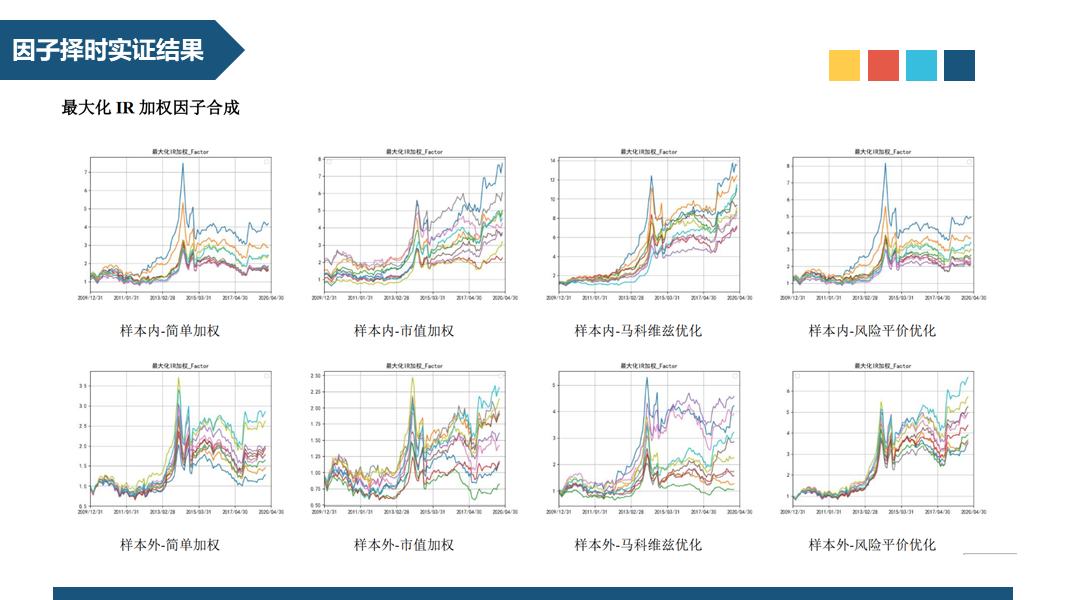 因子择时实证结果
最大化 IR 加权因子合成
最大化IR加权_Factor
7
6
5
4
3
2
1
2009/12/31 2011/01/31 2013/02/28 2015/03/31 2017/04/30 2020/04/30
样本内-简单加权
最大化IR加权_Factor
8
7
6
5
4
3
2
1
2009/12/31 2011/01/31 2013/02/28 2015/03/31 2017/04/30 2020/04/30
样本内-市值加权
最大化IR加权_Factor
14
12
10
8
6
4
2
2009/12/31 2011/01/31 2013/02/28 2015/03/31 2017/04/30 2020/04/30
样本内-马科维兹优化
最大化IR加权_Factor
8
7
6
5
4
3
2
1
2009/12/31 2011/01/31 2013/02/28 2015/03/31 2017/04/30 2020/04/30
样本内-风险平价优化
最大化IR加权_Factor
3.5
3.0
2.5
2.0
1.5
1.0
0.5
2009/12/31 2011/01/31 2013/02/28 2015/03/31 2017/04/30 2020/04/30
样本外-简单加权
最大化IR加权_Factor
2.50
2.25
2.00
1.75
1.50
1.25
1.00
0.75
0.50
2009/12/31 2011/01/31 2013/02/28 2015/03/31 2017/04/30 2020/04/30
样本外-市值加权
最大化IR加权_Factor
5
4
3
2
1
2009/12/31 2011/01/31 2013/02/28 2015/03/31 2017/04/30 2020/04/30
样本外-马科维兹优化
最大化IR加权_Factor
6
5
4
3
2
1
2009/12/31 2011/01/31 2013/02/28 2015/03/31 2017/04/30 2020/04/30
样本外-风险平价优化